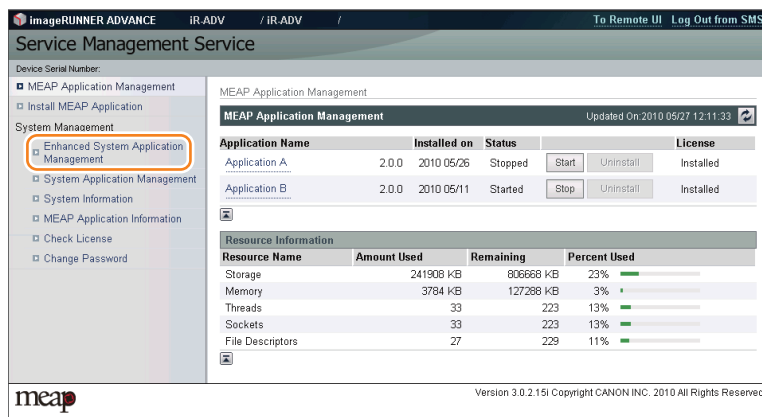 imageRUNNER ADVANCE iR-ADV / iR-ADV / To Remote UI Log Out from SMS
Service Management Service
Device Serial Number:
MEAP Application Management
Install MEAP Application
System Management
Enhanced System Application
Management
System Application Management
System Information
MEAP Application Information
Check License
Change Password
MEAP Application Management
MEAP Application Management Updated On:2010 05/27 12:11:33
Application Name Installed on Status License
Application A 2.0.0 2010 05/26 Stopped Start Uninstall Installed
Application B 2.0.0 2010 05/11 Started Stop Uninstall Installed
Resource Information
Resource Name Amount Used Remaining Percent Used
Storage 241908 KB 806668 KB 23%
Memory 3784 KB 127288 KB 3%
Threads 33 223 13%
Sockets 33 223 13%
File Descriptors 27 229 11%
meap
Version 3.0.2.15i Copyright CANON INC. 2010 All Rights Reserved